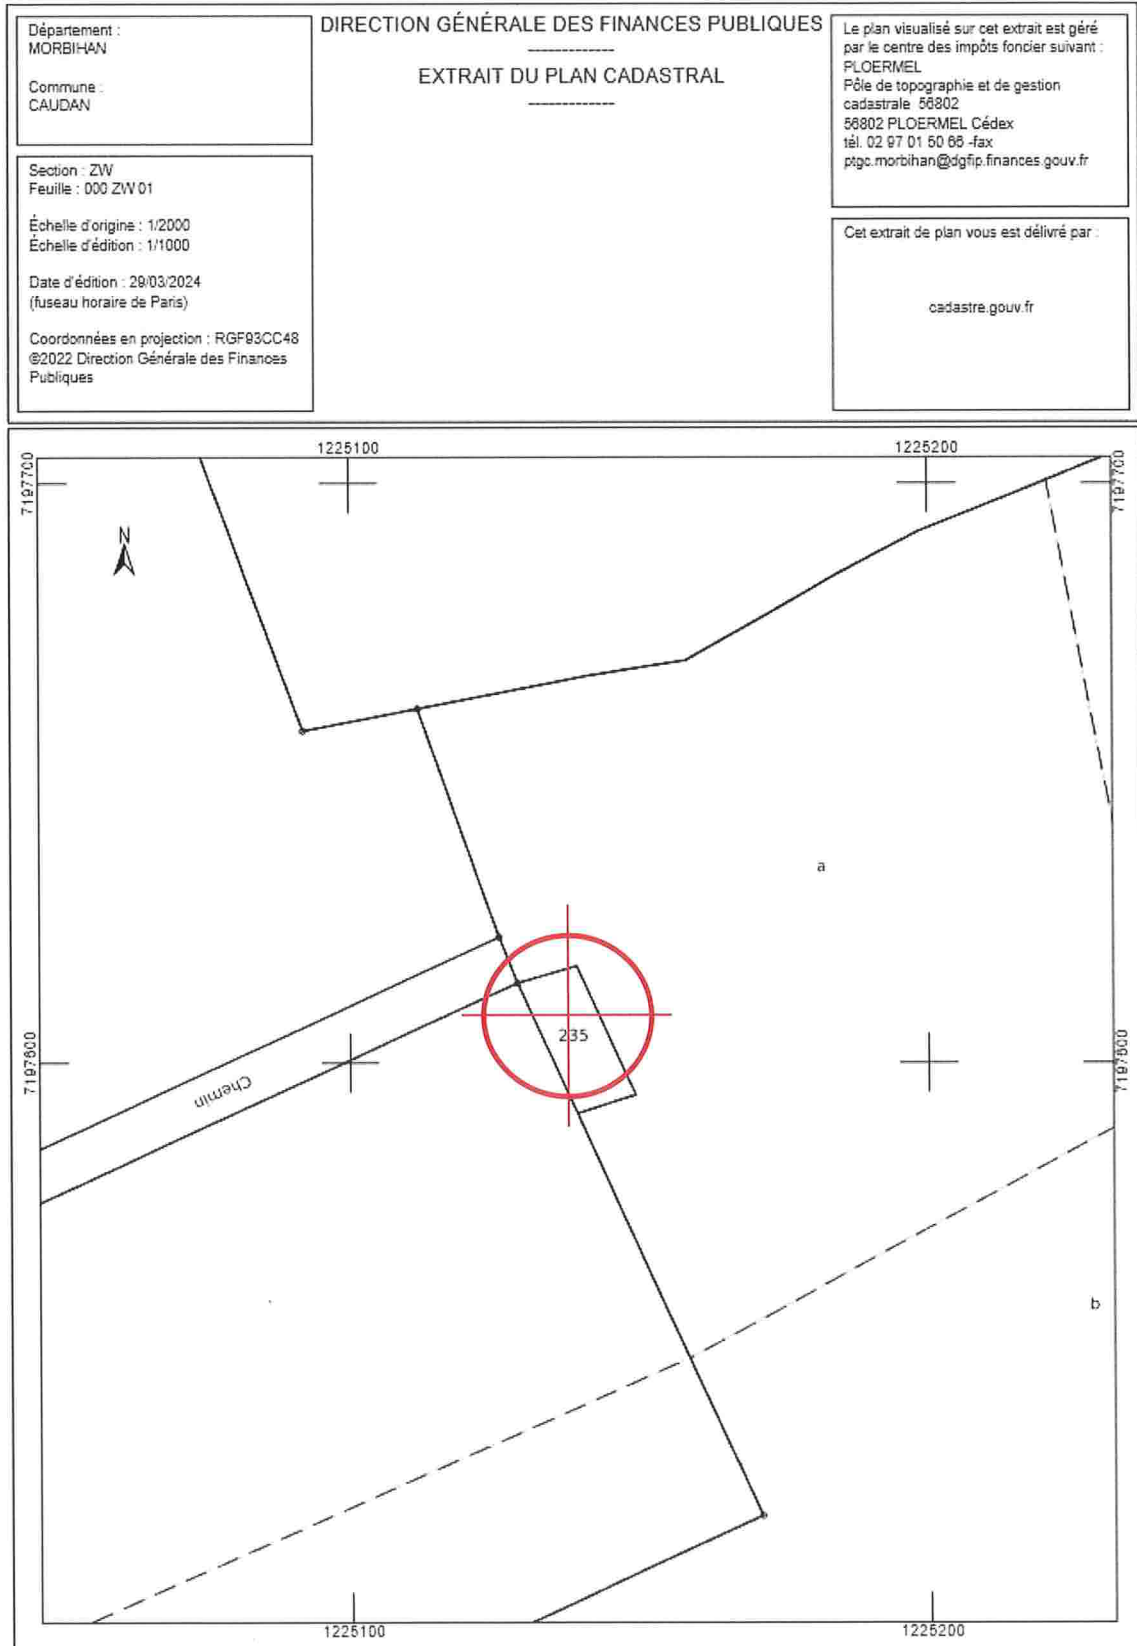 Département :
MORBIHAN
Commune :
CAUDAN
Section : ZW
Feuille : 000 ZW 01
Échelle d'origine : 1/2000
Échelle d'édition : 1/1000
Date d'édition : 29/03/2024
(fuseau horaire de Paris)
Coordonnées en projection : RGF93CC48
©2022 Direction Générale des Finances
Publiques
DIRECTION GÉNÉRALE DES FINANCES PUBLIQUES
-------------
EXTRAIT DU PLAN CADASTRAL
-------------
Le plan visualisé sur cet extrait est géré
par le centre des impôts foncier suivant :
PLOERMEL
Pôle de topographie et de gestion
cadastrale 56802
56802 PLOERMEL Cédex
tél. 02 97 01 50 66 -fax
ptgc.morbihan@dgfip.finances.gouv.fr
Cet extrait de plan vous est délivré par :
cadastre.gouv.fr
1225100
1225200
7197700
7197700
N
a
235
7197600
7197600
Chemin
b
1225100
1225200